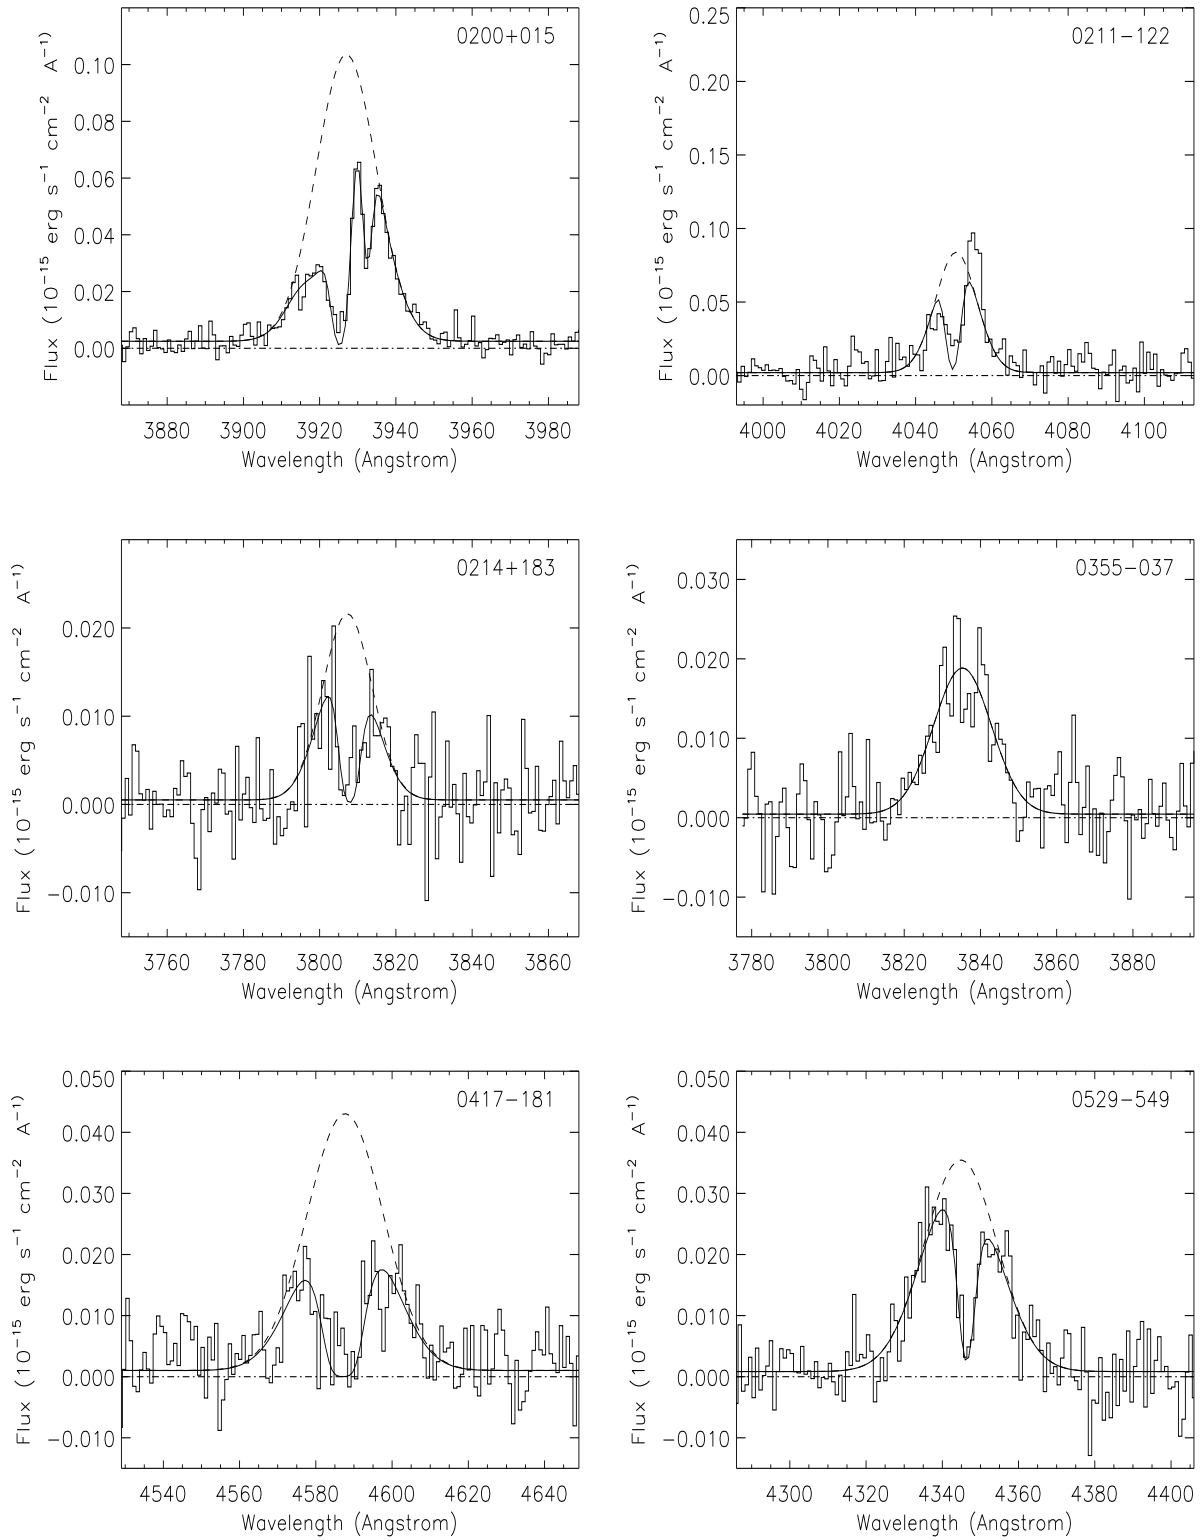 0200+015
0.10
0.08
0.06
0.04
0.02
0.00
Flux (10⁻¹⁵ erg s⁻¹ cm⁻² A⁻¹)
3880 3900 3920 3940 3960 3980
Wavelength (Angstrom)
0211−122
0.25
0.20
0.15
0.10
0.05
0.00
Flux (10⁻¹⁵ erg s⁻¹ cm⁻² A⁻¹)
4000 4020 4040 4060 4080 4100
Wavelength (Angstrom)
0214+183
0.020
0.010
0.000
−0.010
Flux (10⁻¹⁵ erg s⁻¹ cm⁻² A⁻¹)
3760 3780 3800 3820 3840 3860
Wavelength (Angstrom)
0355−037
0.030
0.020
0.010
0.000
−0.010
Flux (10⁻¹⁵ erg s⁻¹ cm⁻² A⁻¹)
3780 3800 3820 3840 3860 3880
Wavelength (Angstrom)
0417−181
0.050
0.040
0.030
0.020
0.010
0.000
−0.010
Flux (10⁻¹⁵ erg s⁻¹ cm⁻² A⁻¹)
4540 4560 4580 4600 4620 4640
Wavelength (Angstrom)
0529−549
0.050
0.040
0.030
0.020
0.010
0.000
−0.010
Flux (10⁻¹⁵ erg s⁻¹ cm⁻² A⁻¹)
4300 4320 4340 4360 4380 4400
Wavelength (Angstrom)